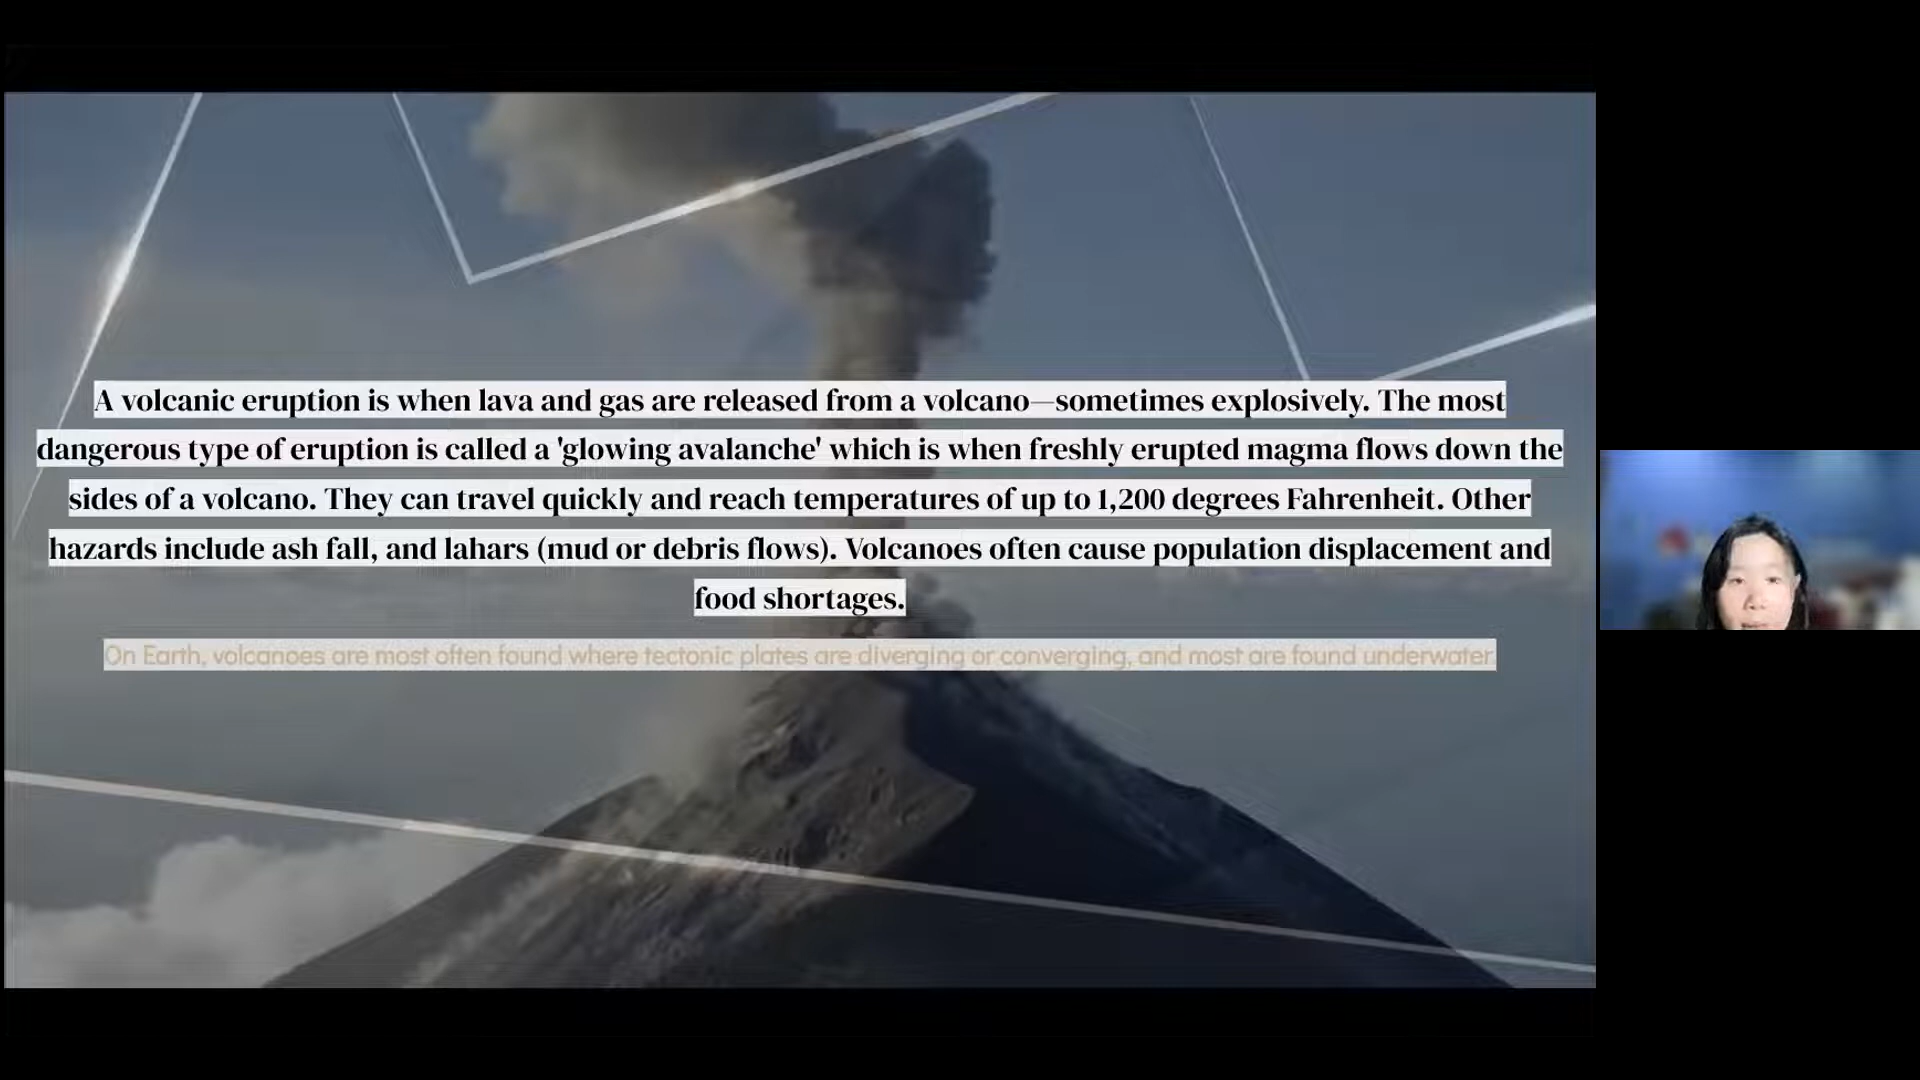 A volcanic eruption is when lava and gas are released from a volcano—sometimes explosively. The most
dangerous type of eruption is called a 'glowing avalanche' which is when freshly erupted magma flows down the
sides of a volcano. They can travel quickly and reach temperatures of up to 1,200 degrees Fahrenheit. Other
hazards include ash fall, and lahars (mud or debris flows). Volcanoes often cause population displacement and
food shortages.
On Earth, volcanoes are most often found where tectonic plates are diverging or converging, and most are found underwater.